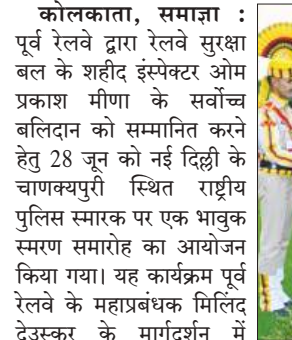 कोलकाता, समाज्ञा :
पूर्व रेलवे द्वारा रेलवे सुरक्षा
बल के शहीद इंस्पेक्टर ओम
प्रकाश मीणा के सर्वोच्च
बलिदान को सम्मानित करने
हेतु 28 जून को नई दिल्ली के
चाणक्यपुरी स्थित राष्ट्रीय
पुलिस स्मारक पर एक भावुक
स्मरण समारोह का आयोजन
किया गया। यह कार्यक्रम पूर्व
रेलवे के महाप्रबंधक मिलिंद
देउस्कर के मार्गदर्शन में